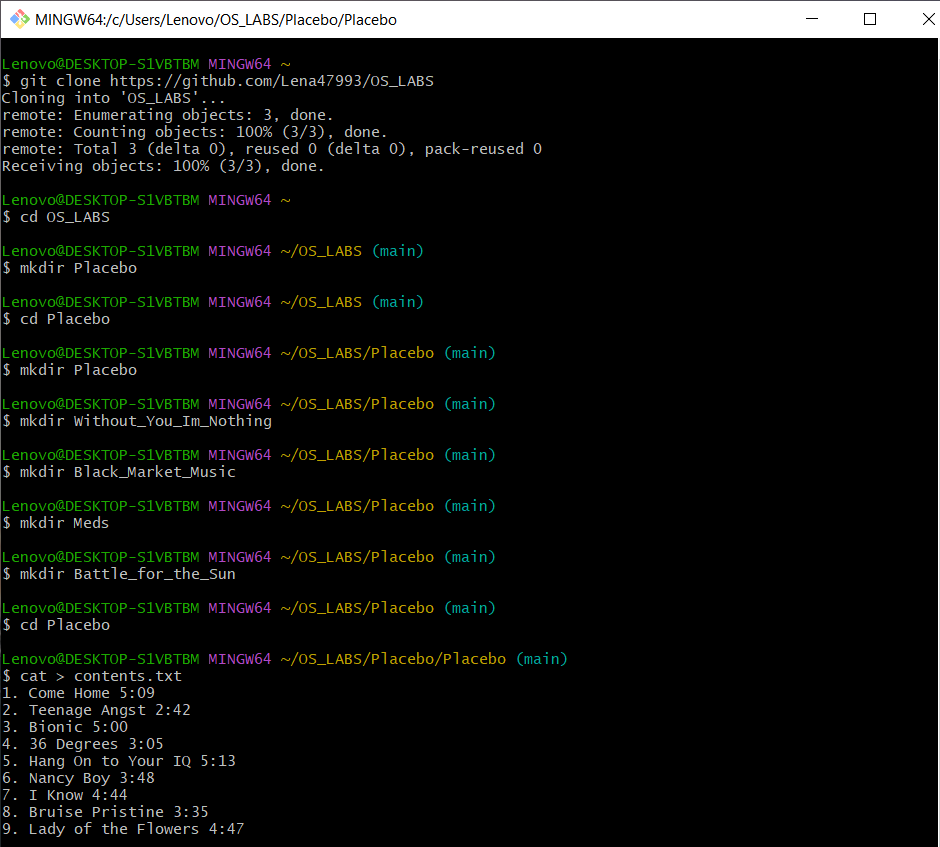 MINGW64:/c/Users/Lenovo/OS_LABS/Placebo/Placebo
Lenovo@DESKTOP-S1VBTBM MINGW64 ~
$ git clone https://github.com/Lena47993/OS_LABS
Cloning into 'OS_LABS'...
remote: Enumerating objects: 3, done.
remote: Counting objects: 100% (3/3), done.
remote: Total 3 (delta 0), reused 0 (delta 0), pack-reused 0
Receiving objects: 100% (3/3), done.
Lenovo@DESKTOP-S1VBTBM MINGW64 ~
$ cd OS_LABS
Lenovo@DESKTOP-S1VBTBM MINGW64 ~/OS_LABS (main)
$ mkdir Placebo
Lenovo@DESKTOP-S1VBTBM MINGW64 ~/OS_LABS (main)
$ cd Placebo
Lenovo@DESKTOP-S1VBTBM MINGW64 ~/OS_LABS/Placebo (main)
$ mkdir Placebo
Lenovo@DESKTOP-S1VBTBM MINGW64 ~/OS_LABS/Placebo (main)
$ mkdir Without_You_Im_Nothing
Lenovo@DESKTOP-S1VBTBM MINGW64 ~/OS_LABS/Placebo (main)
$ mkdir Black_Market_Music
Lenovo@DESKTOP-S1VBTBM MINGW64 ~/OS_LABS/Placebo (main)
$ mkdir Meds
Lenovo@DESKTOP-S1VBTBM MINGW64 ~/OS_LABS/Placebo (main)
$ mkdir Battle_for_the_Sun
Lenovo@DESKTOP-S1VBTBM MINGW64 ~/OS_LABS/Placebo (main)
$ cd Placebo
Lenovo@DESKTOP-S1VBTBM MINGW64 ~/OS_LABS/Placebo/Placebo (main)
$ cat > contents.txt
1. Come Home 5:09
2. Teenage Angst 2:42
3. Bionic 5:00
4. 36 Degrees 3:05
5. Hang On to Your IQ 5:13
6. Nancy Boy 3:48
7. I Know 4:44
8. Bruise Pristine 3:35
9. Lady of the Flowers 4:47